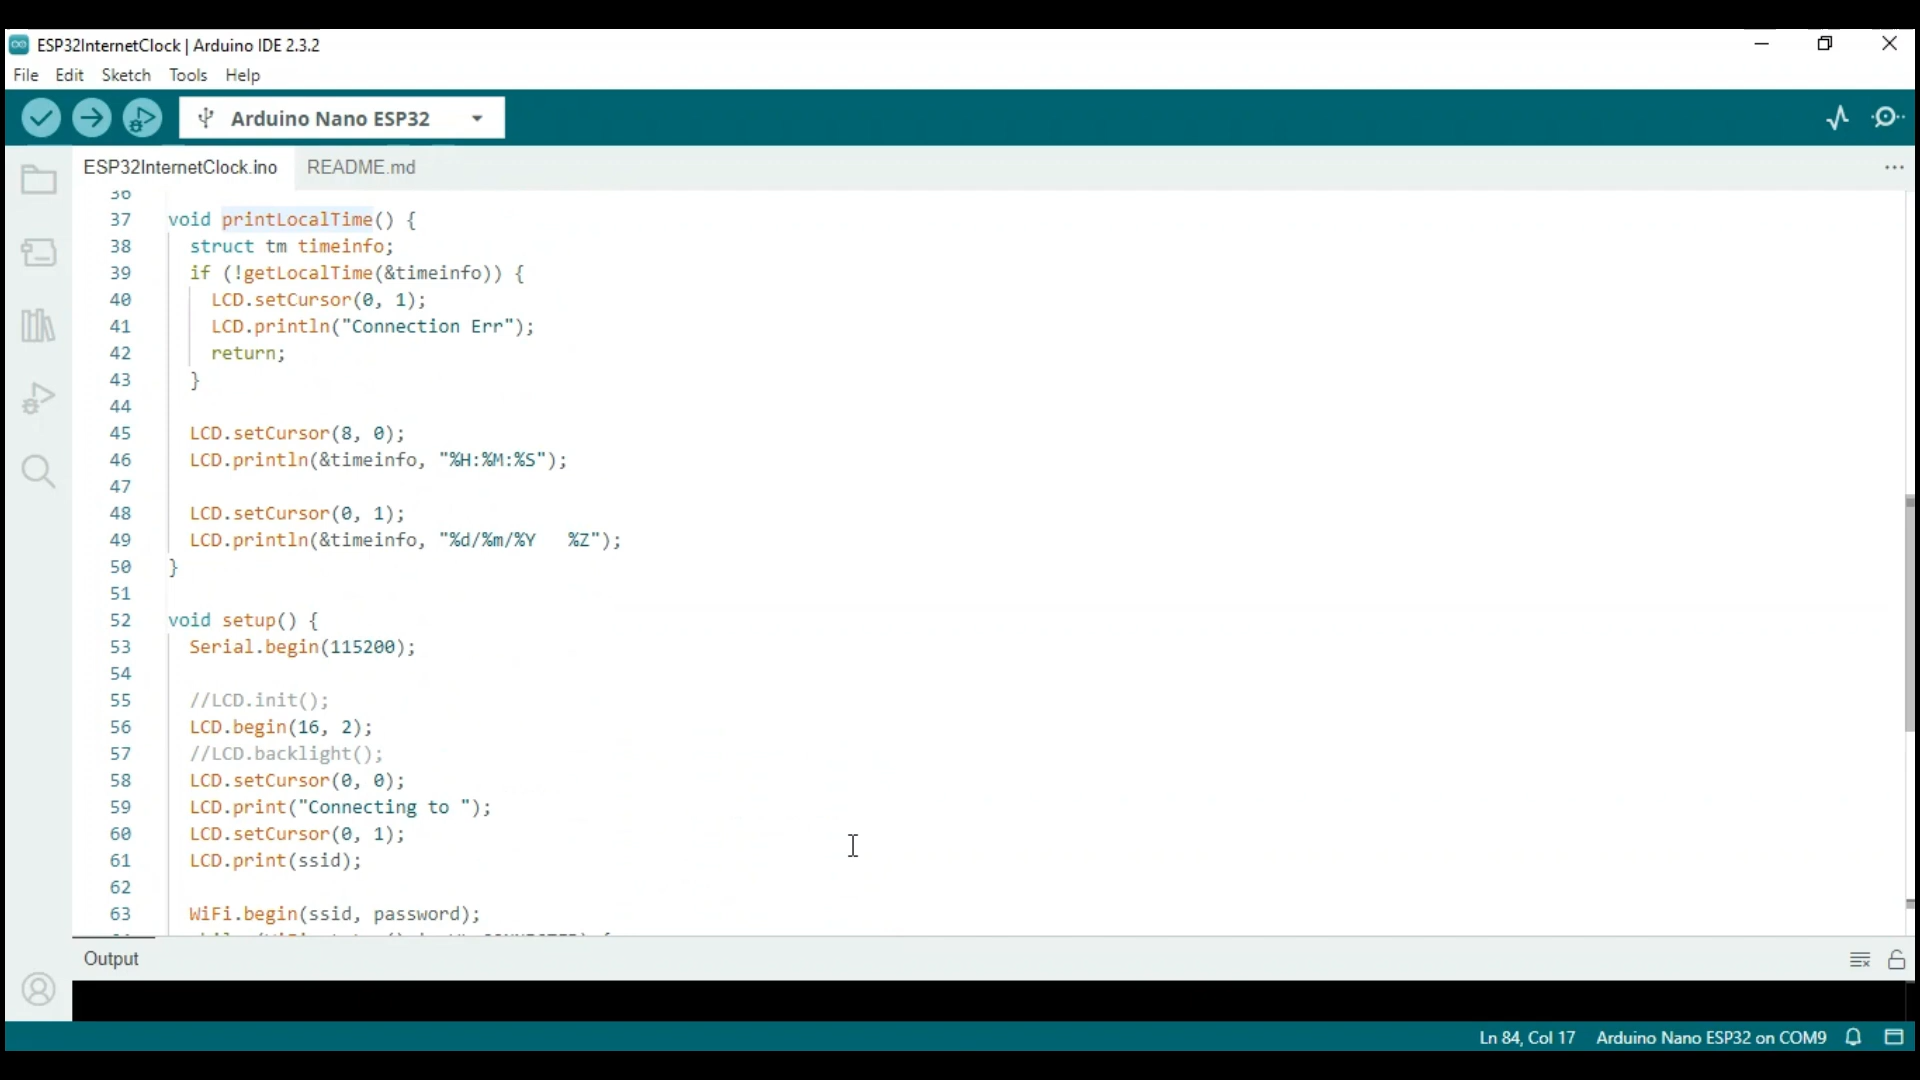 ESP32InternetClock | Arduino IDE 2.3.2
File Edit Sketch Tools Help
Arduino Nano ESP32
ESP32InternetClock.ino README.md
36
37 void printLocalTime() {
38 struct tm timeinfo;
39 if (!getLocalTime(&timeinfo)) {
40 LCD.setCursor(0, 1);
41 LCD.println("Connection Err");
42 return;
43 }
44
45 LCD.setCursor(8, 0);
46 LCD.println(&timeinfo, "%H:%M:%S");
47
48 LCD.setCursor(0, 1);
49 LCD.println(&timeinfo, "%d/%m/%Y   %Z");
50 }
51
52 void setup() {
53 Serial.begin(115200);
54
55 //LCD.init();
56 LCD.begin(16, 2);
57 //LCD.backlight();
58 LCD.setCursor(0, 0);
59 LCD.print("Connecting to ");
60 LCD.setCursor(0, 1);
61 LCD.print(ssid);
62
63 WiFi.begin(ssid, password);
Output
Ln 84, Col 17 Arduino Nano ESP32 on COM9